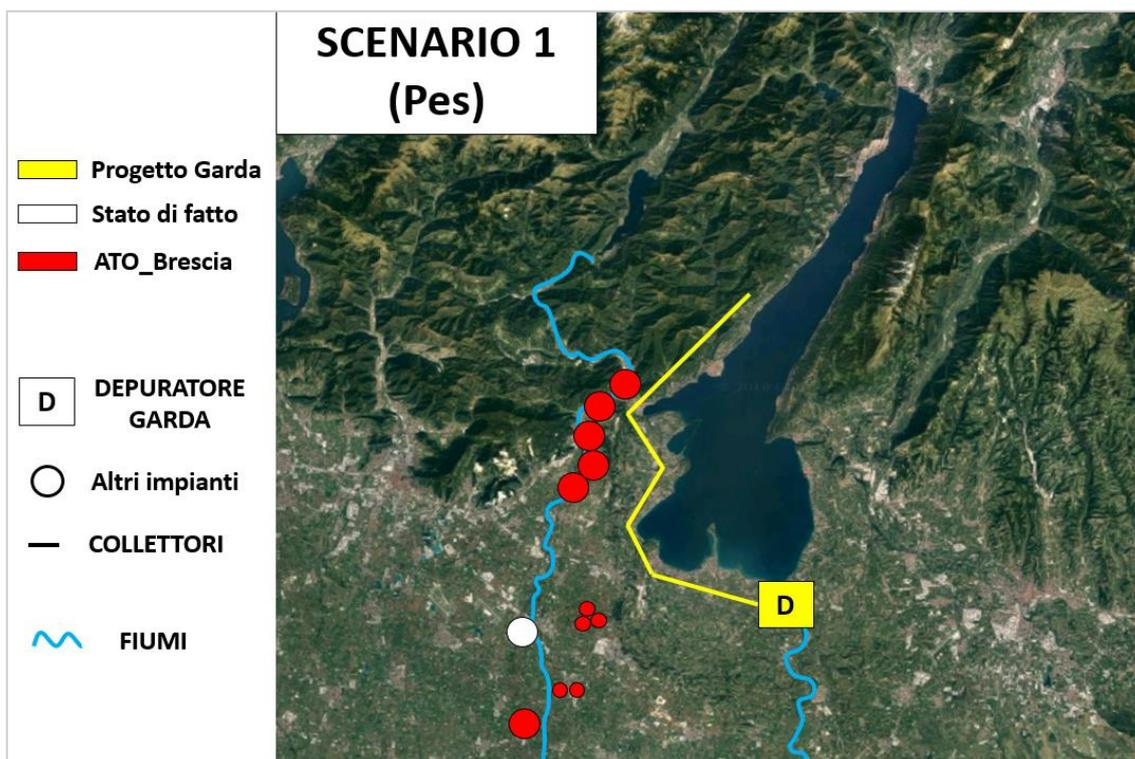 SCENARIO 1
(Pes)
Progetto Garda
Stato di fatto
ATO_Brescia
D
DEPURATORE
GARDA
Altri impianti
COLLETTORI
FIUMI
D